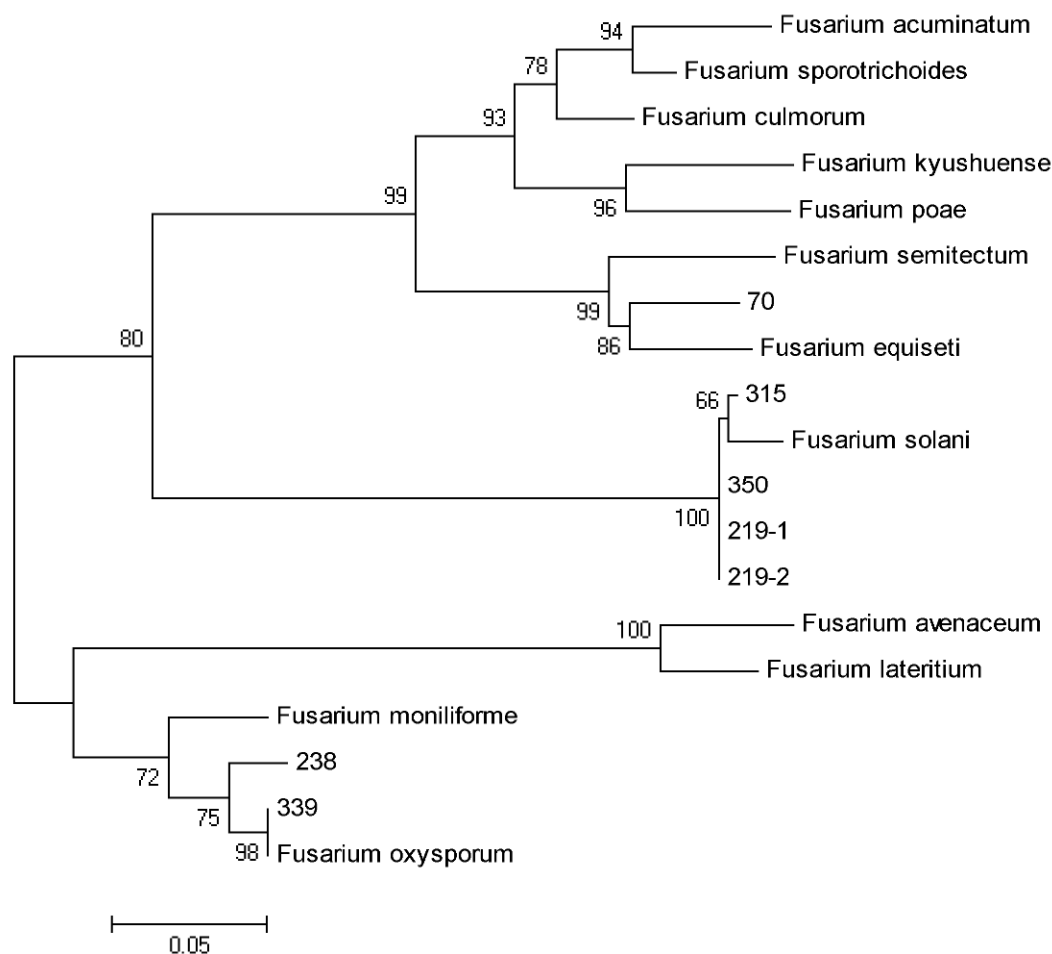 94 Fusarium acuminatum
78 Fusarium sporotrichoides
93 Fusarium culmorum
Fusarium kyushuense
99
96 Fusarium poae
Fusarium semitectum
99 70
80
86 Fusarium equiseti
66 315
Fusarium solani
350
100
219-1
219-2
100 Fusarium avenaceum
Fusarium lateritium
Fusarium moniliforme
72 238
75 339
98 Fusarium oxysporum
0.05